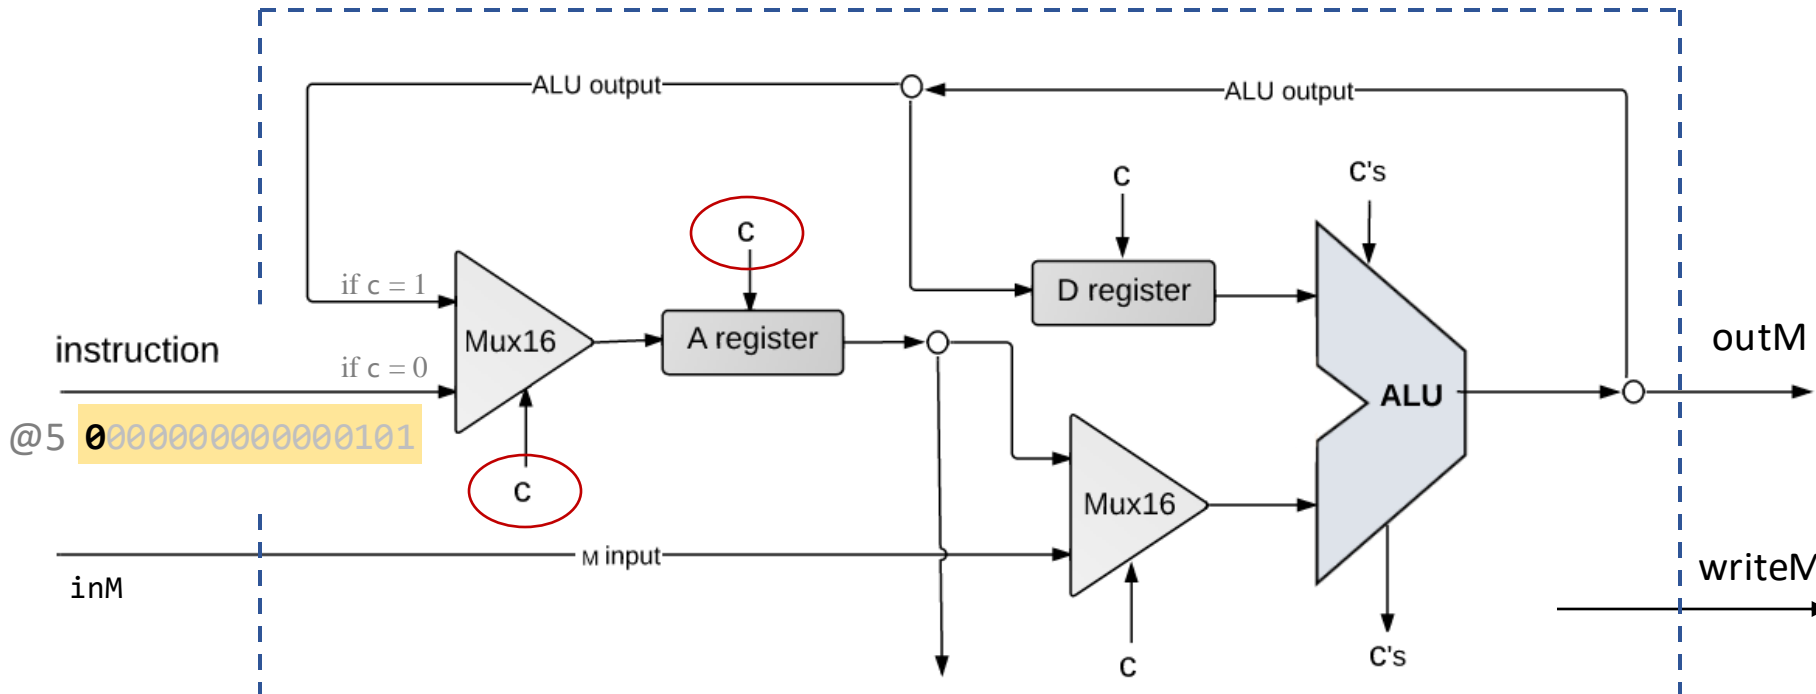 ALU output
ALU output
c
c's
c
if c = 1
D register
Mux16
A register
instruction
if c = 0
outM
ALU
@5 0000000000000101
c
Mux16
M input
inM
writeM
c
c's